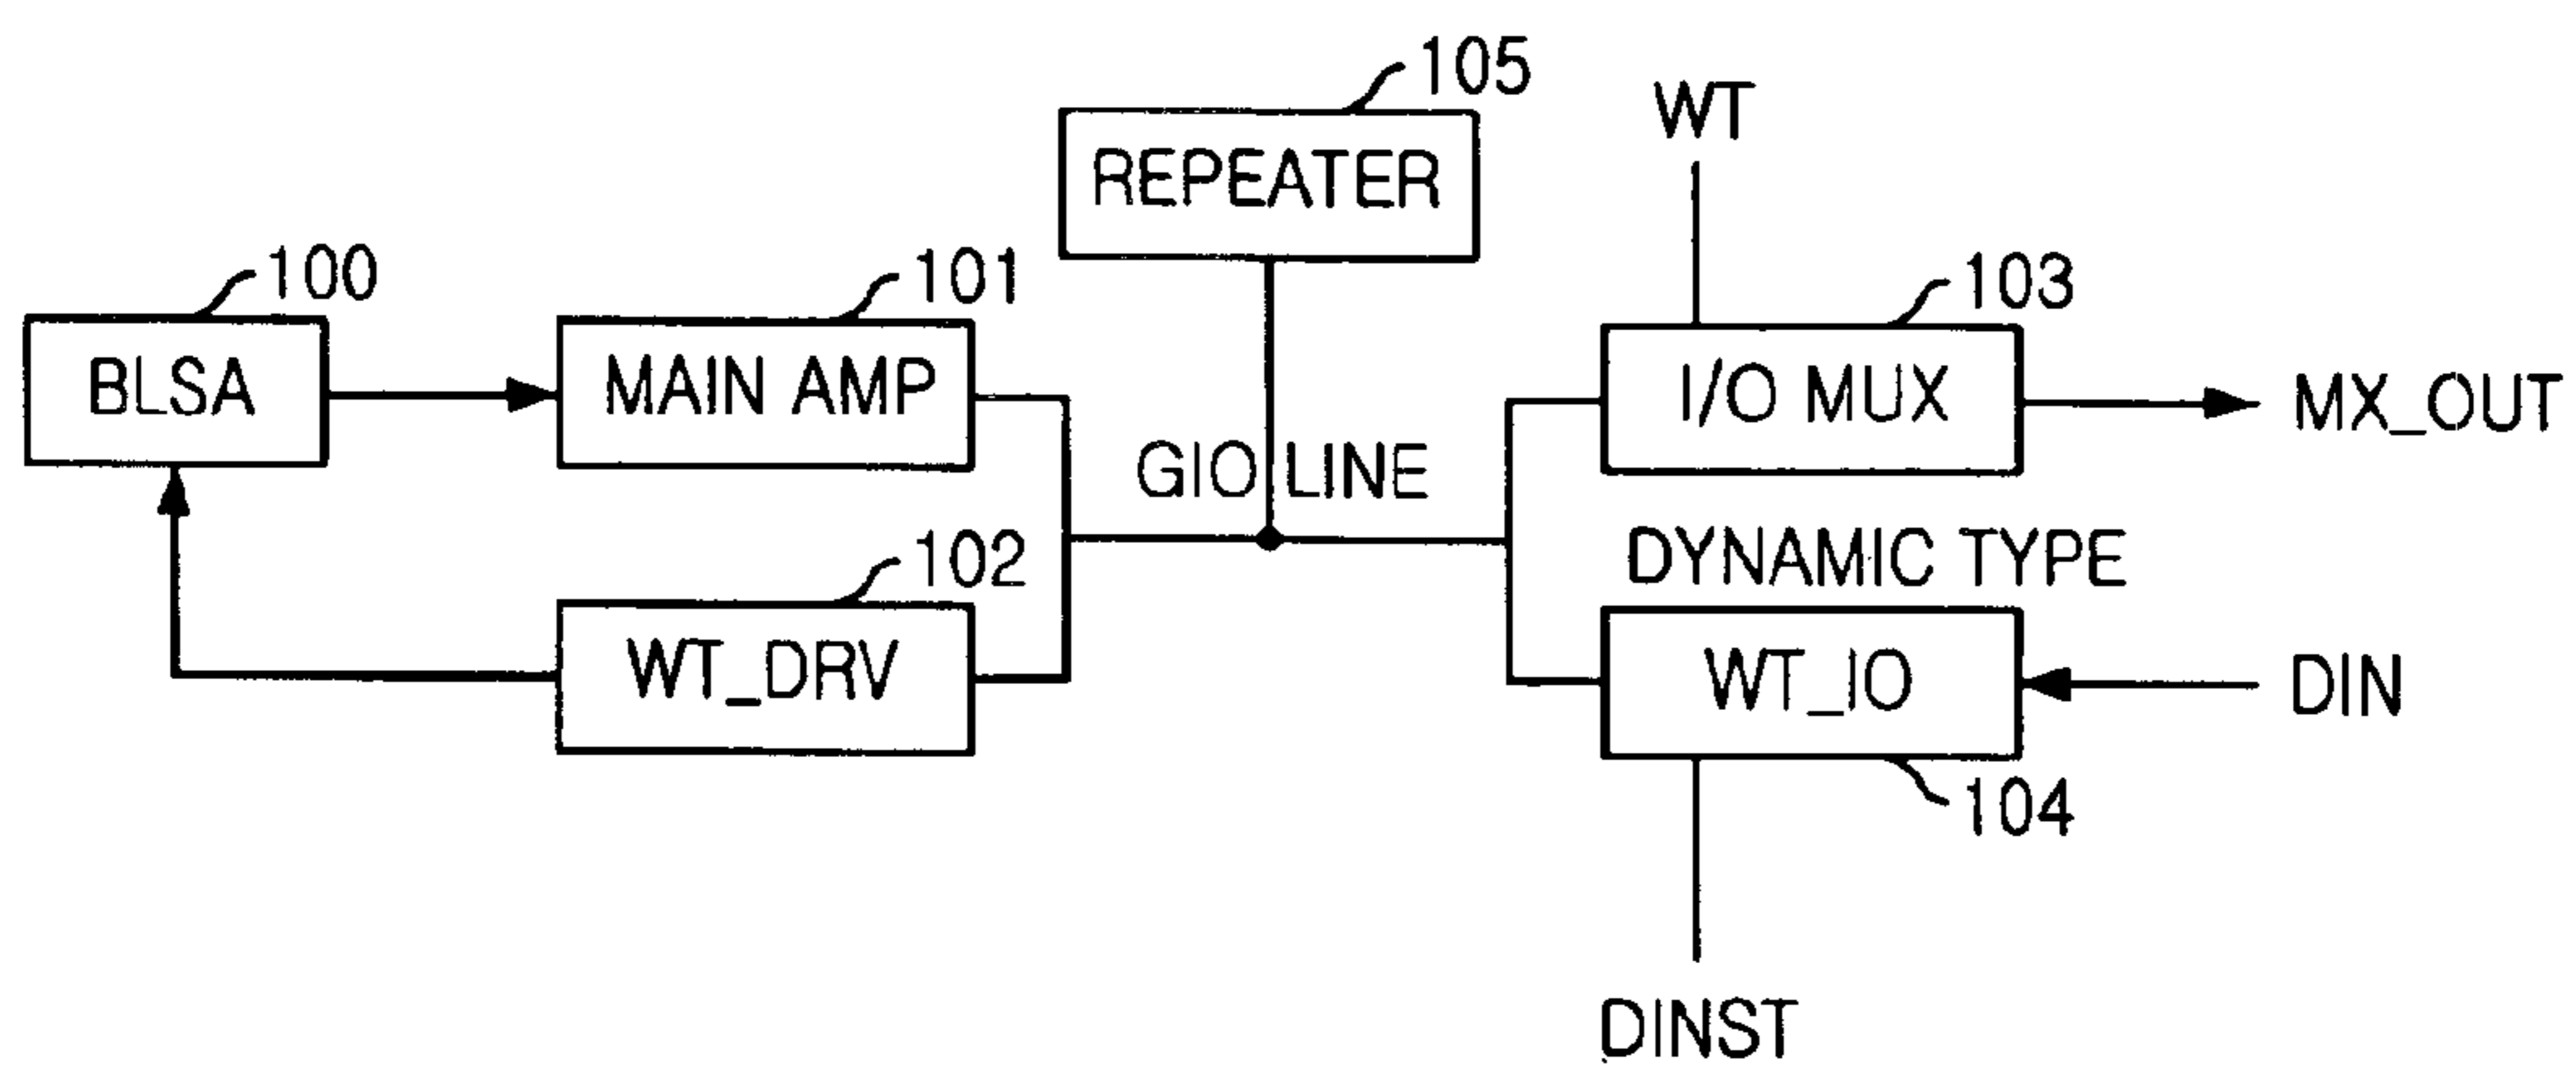 105
REPEATER
WT
100
BLSA
101
MAIN AMP
103
I/O MUX
MX_OUT
GIO LINE
102
WT_DRV
DYNAMIC TYPE
WT_IO
DIN
104
DINST